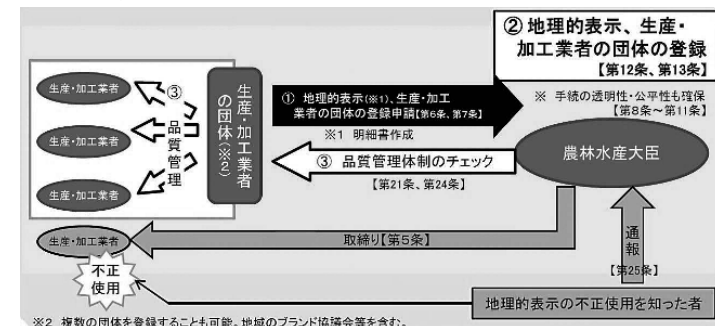 ②地理的表示、生産・
加工業者の団体の登録
【第12条、第13条】
※ 手続の透明性・公平性も確保
【第8条～第11条】
生産・加工業者
生産・加工業者
生産・加工業者
③
品質管理
生産・加工業者
の団体(※2)
① 地理的表示(※1)、生産・加工
業者の団体の登録申請【第6条、第7条】
※1 明細書作成
③ 品質管理体制のチェック
【第21条、第24条】
農林水産大臣
生産・加工業者
取締り【第5条】
通報
【第25条】
不正
使用
地理的表示の不正使用を知った者
※2 複数の団体を登録することも可能。地域のブランド協議会等を含む。